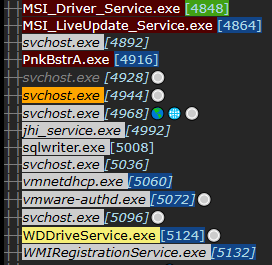 MSI_Driver_Service.exe [4848]
MSI_LiveUpdate_Service.exe [4864]
svchost.exe [4892]
PnkBstrA.exe [4916]
svchost.exe [4928]
svchost.exe [4944]
svchost.exe [4968]
jhi_service.exe [4992]
sqlwriter.exe [5008]
svchost.exe [5036]
vmnetdhcp.exe [5060]
vmware-authd.exe [5072]
svchost.exe [5096]
WDDriveService.exe [5124]
WMIRegistrationService.exe [5132]